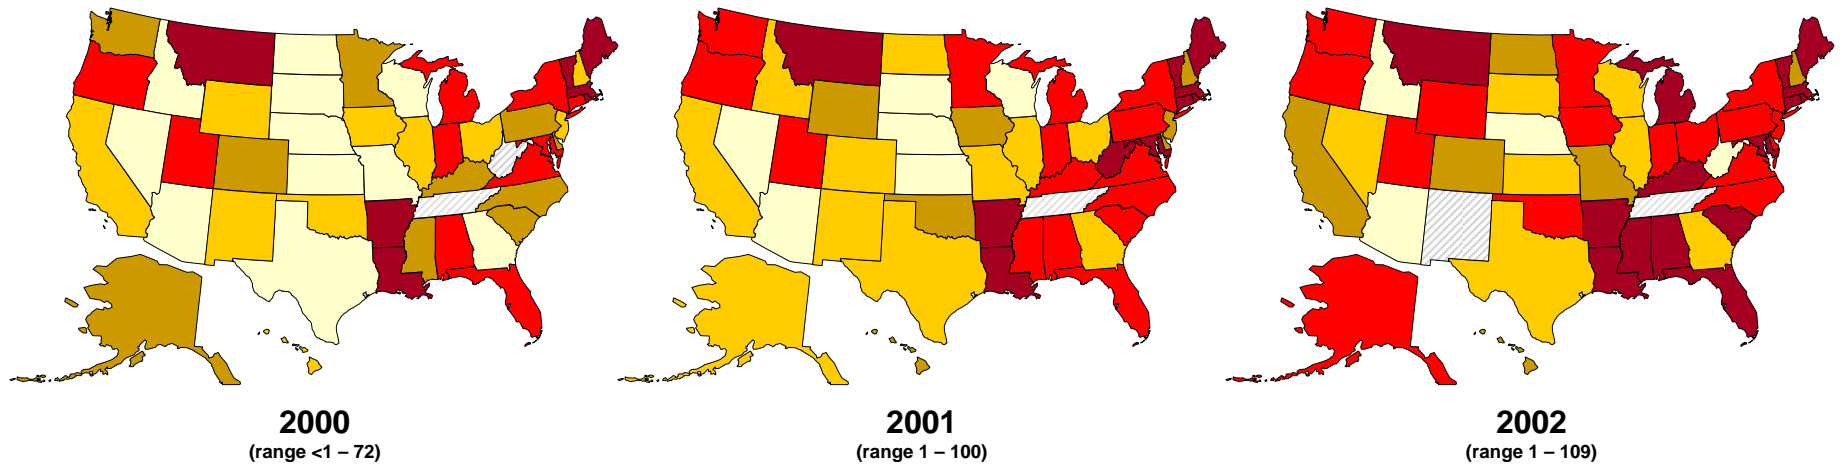 2000
(range <1 – 72)
2001
(range 1 – 100)
2002
(range 1 – 109)